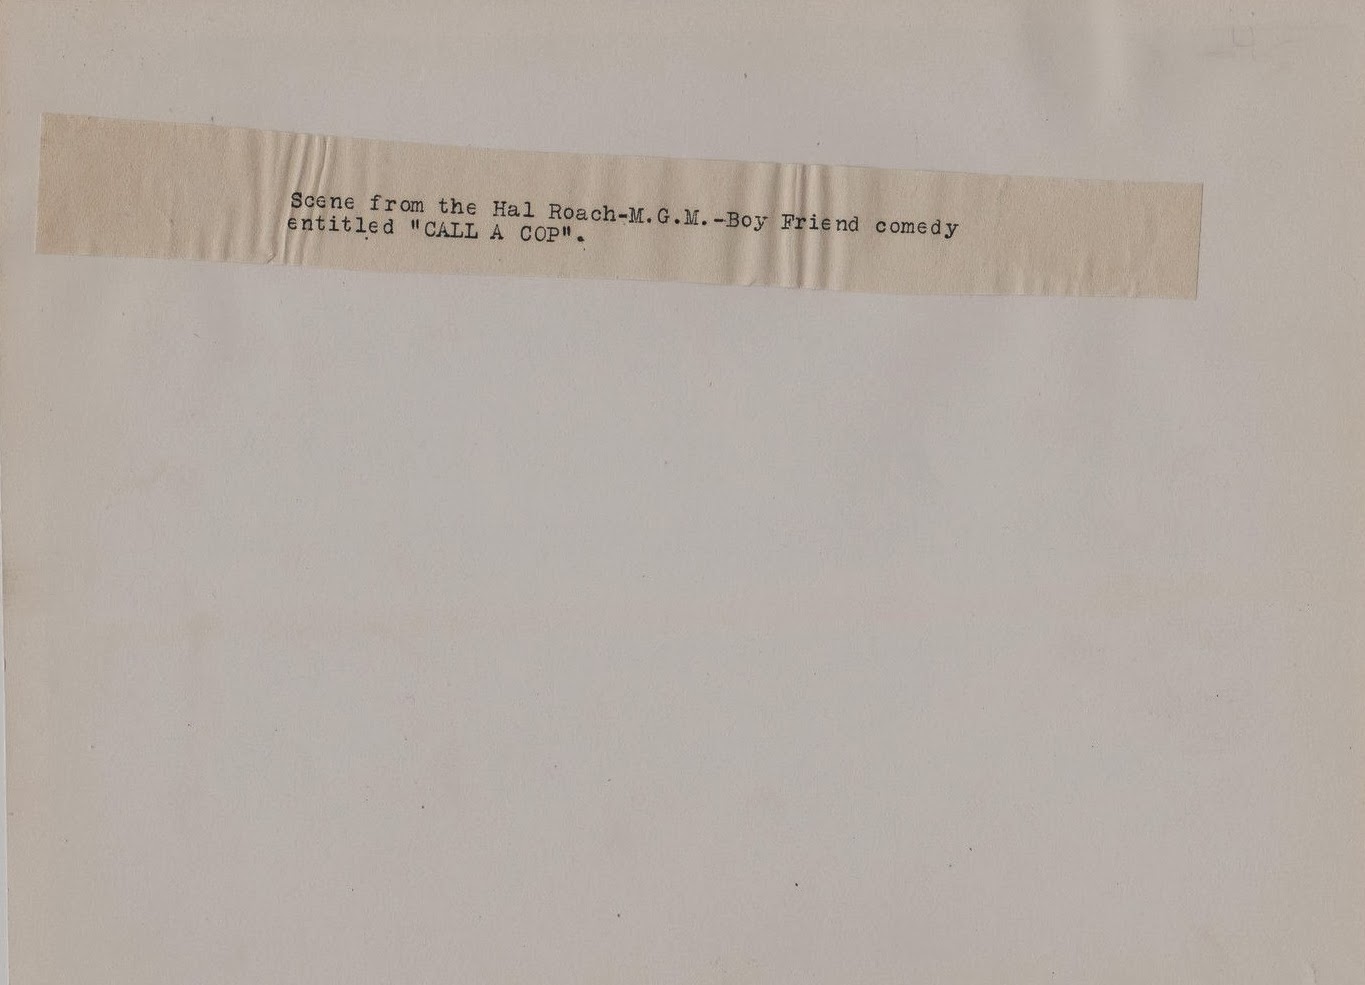 Scene from the Hal Roach-M.G.M.-Boy Friend comedy
entitled "CALL A COP".